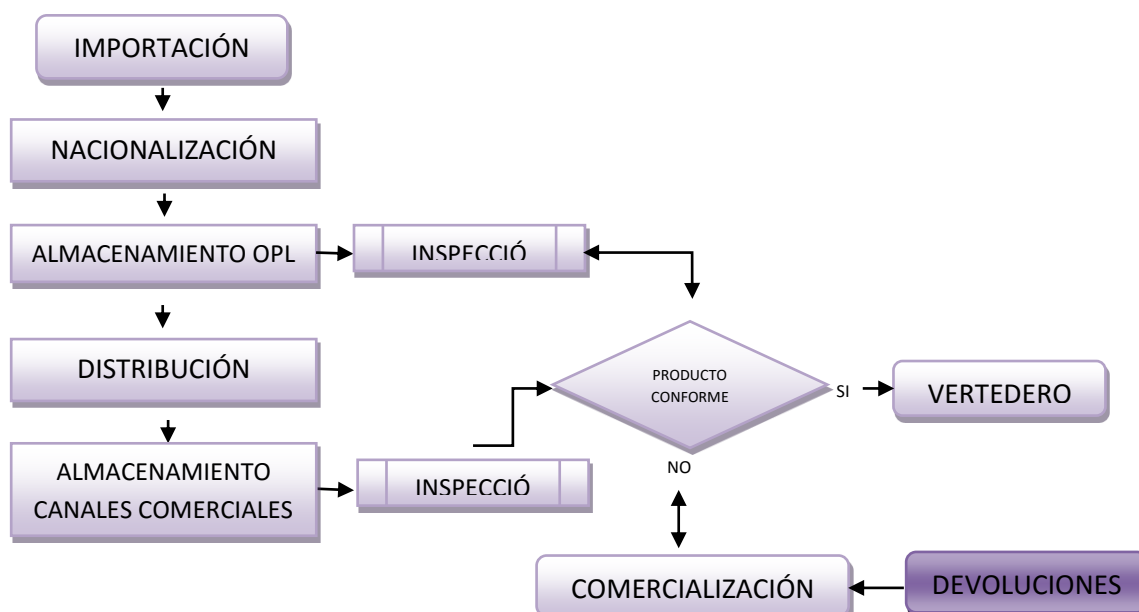 IMPORTACIÓN
NACIONALIZACIÓN
ALMACENAMIENTO OPL
INSPECCIÓ
DISTRIBUCIÓN
PRODUCTO
CONFORME
SI
VERTEDERO
ALMACENAMIENTO
CANALES COMERCIALES
INSPECCIÓ
NO
COMERCIALIZACIÓN
DEVOLUCIONES